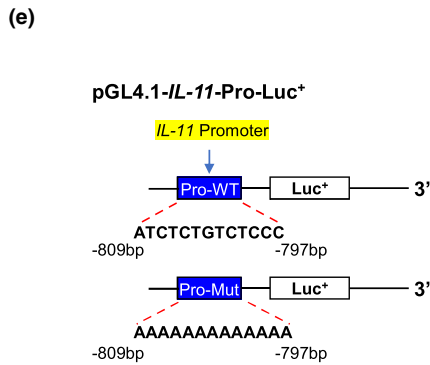 (e)
pGL4.1-IL-11-Pro-Luc⁺
IL-11 Promoter
Pro-WT Luc⁺ 3’
ATCTCTGTCTCCC
-809bp -797bp
Pro-Mut Luc⁺ 3’
AAAAAAAAAAAAA
-809bp -797bp